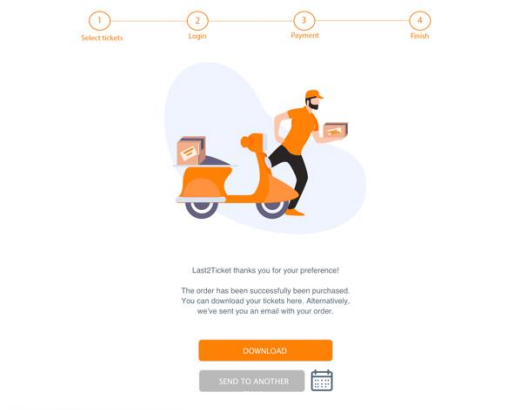 1
2
3
4
Select tickets
Login
Payment
Finish
Last2Ticket thanks you for your preference!
The order has been successfully been purchased.
You can download your tickets here. Alternatively,
we've sent you an email with your order.
DOWNLOAD
SEND TO ANOTHER